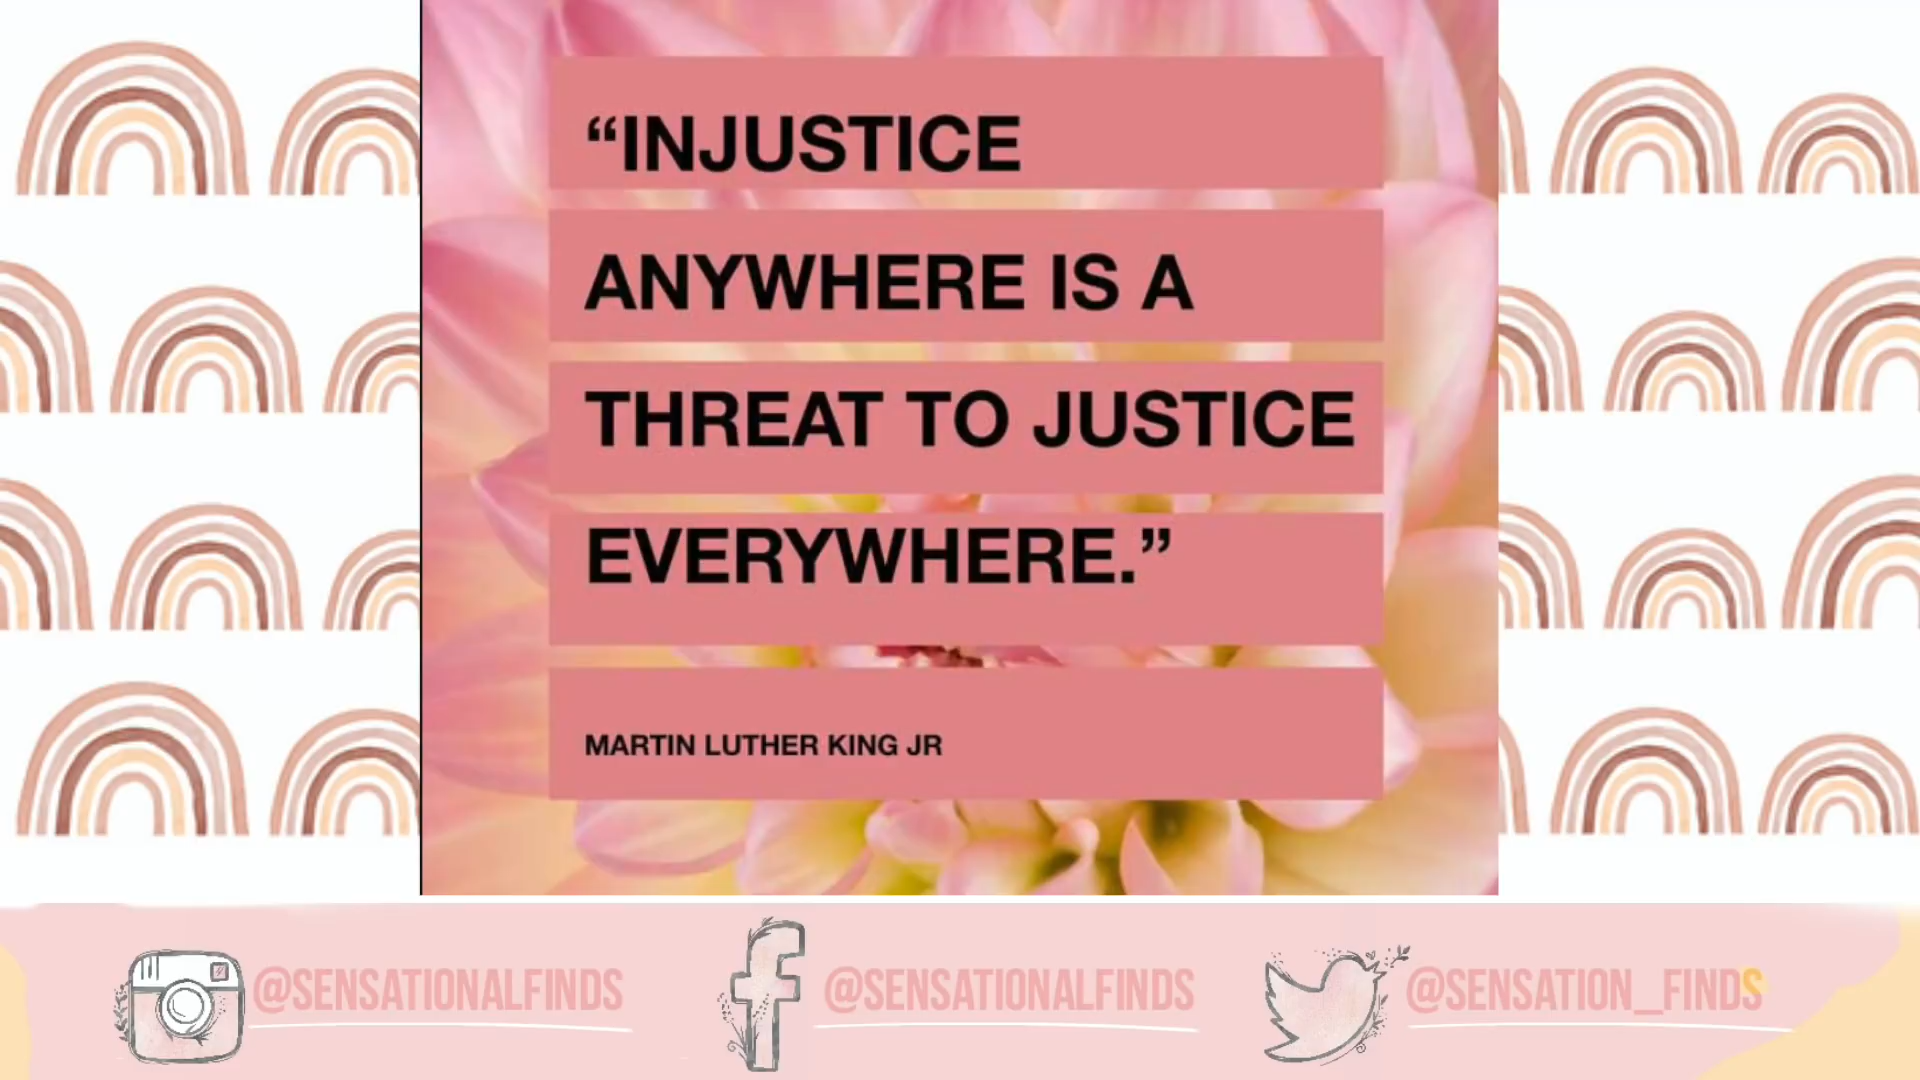 “INJUSTICE
ANYWHERE IS A
THREAT TO JUSTICE
EVERYWHERE.”
MARTIN LUTHER KING JR
@SENSATIONALFINDS
@SENSATIONALFINDS
@SENSATION_FINDS